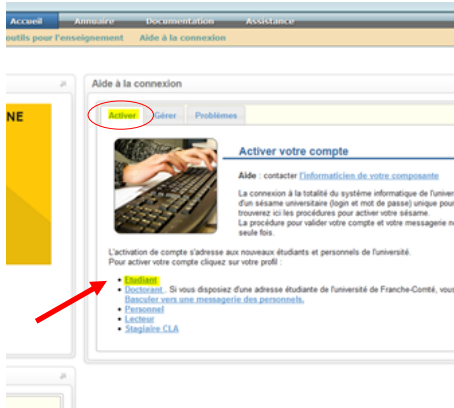 Accueil Annuaire Documentation Assistance
outils pour l'enseignement Aide à la connexion
Aide à la connexion
NE
Activer Gérer Problèmes
Activer votre compte
Aide : contacter l'informaticien de votre composante
La connexion à la totalité du système informatique de l'univer
d'un sésame universitaire (login et mot de passe) unique pour
trouverez ici les procédures pour activer votre sésame.
La procédure pour valider votre compte et votre messagerie ne
seule fois.
L'activation de compte s'adresse aux nouveaux étudiants et personnels de l'université.
Pour activer votre compte cliquez sur votre profil :
Etudiant
Doctorant . Si vous disposiez d'une adresse étudiante de l'université de Franche-Comté, vous
Basculer vers une messagerie des personnels.
Personnel
Lecteur
Stagiaire CLA